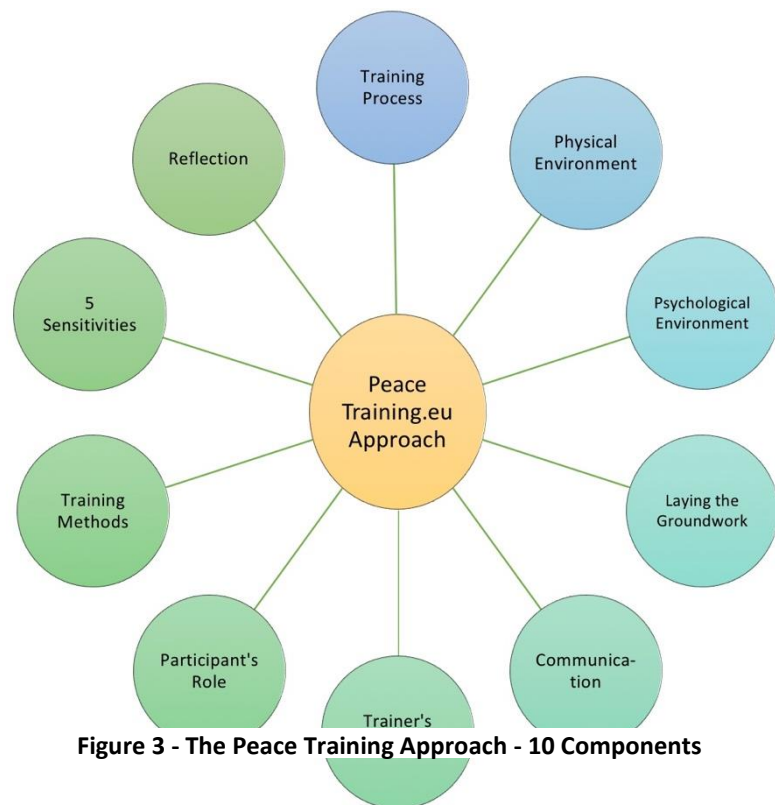 Training
Process
Physical
Environment
Psychological
Environment
Laying the
Groundwork
Communica-
tion
Trainer's
Participant's
Role
Training
Methods
5
Sensitivities
Reflection
Peace
Training.eu
Approach
Figure 3 - The Peace Training Approach - 10 Components